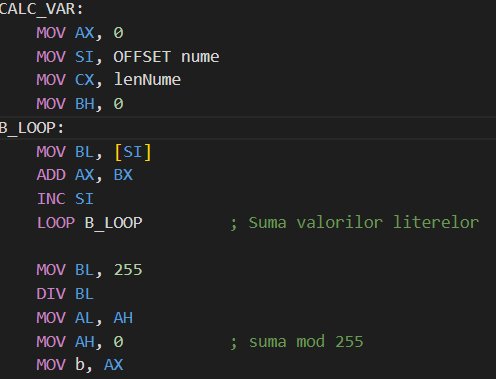 CALC_VAR:
MOV AX, 0
MOV SI, OFFSET nume
MOV CX, lenNume
MOV BH, 0
B_LOOP:
MOV BL, [SI]
ADD AX, BX
INC SI
LOOP B_LOOP ; Suma valorilor literelor
MOV BL, 255
DIV BL
MOV AL, AH
MOV AH, 0 ; suma mod 255
MOV b, AX